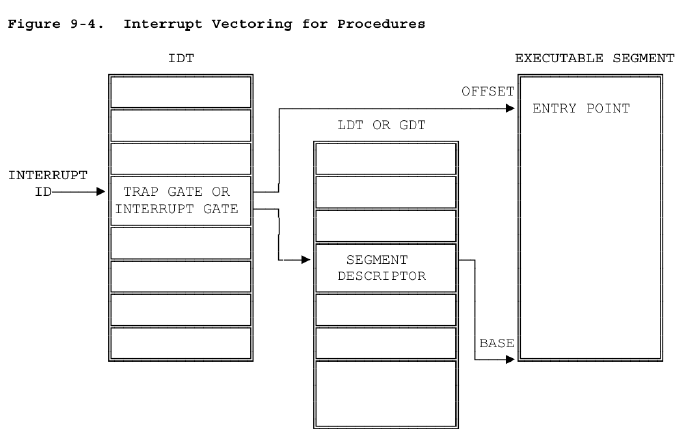 Figure 9-4. Interrupt Vectoring for Procedures
IDT
EXECUTABLE SEGMENT
OFFSET
ENTRY POINT
LDT OR GDT
INTERRUPT
ID
TRAP GATE OR
INTERRUPT GATE
SEGMENT
DESCRIPTOR
BASE